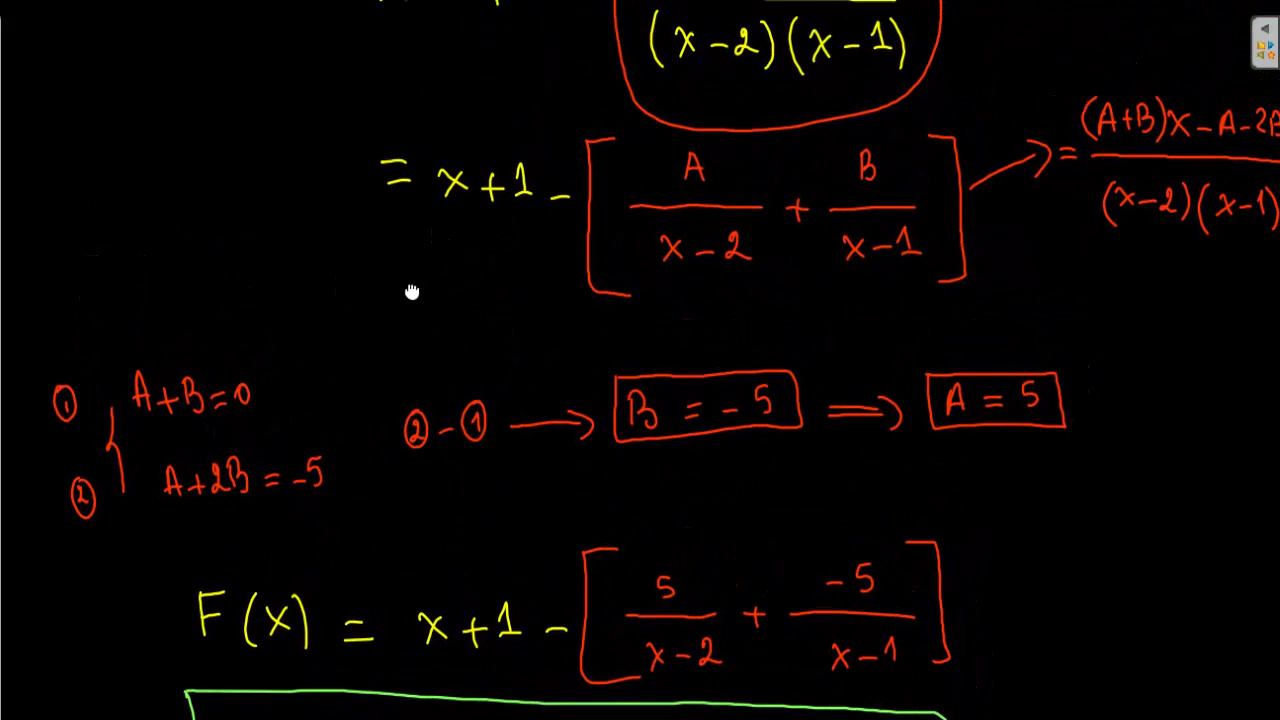 (x-2)(x-1)
= x+1 - [ A/(x-2) + B/(x-1) ] → = ((A+B)x-A-2B)/((x-2)(x-1))
① A+B=0
② - ① → B = -5 ⇒ A = 5
② A+2B = -5
F(x) = x+1 - [ 5/(x-2) + -5/(x-1) ]